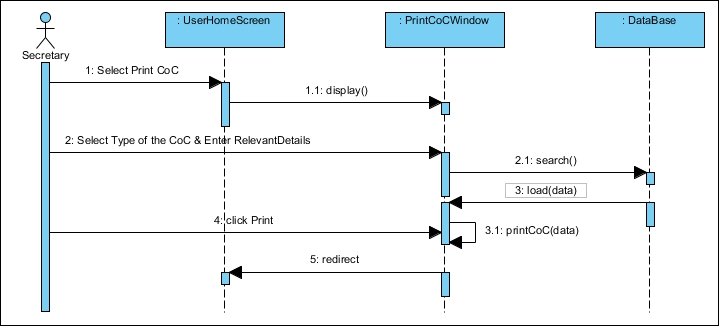 : UserHomeScreen
: PrintCoCWindow
: DataBase
Secretary
1: Select Print CoC
1.1: display()
2: Select Type of the CoC & Enter RelevantDetails
2.1: search()
3: load(data)
4: click Print
3.1: printCoC(data)
5: redirect